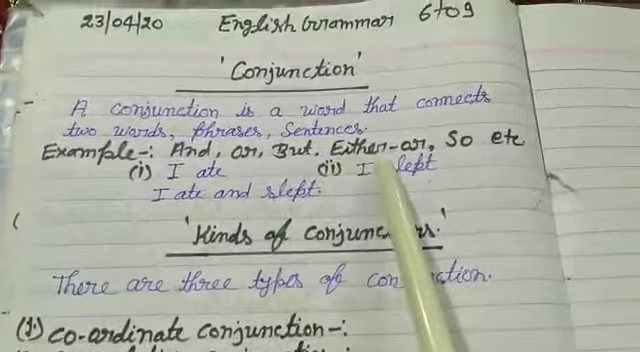 23/04/20 English Grammar 6 to 9
'Conjunction'
A conjunction is a word that connects
two words, phrases, sentences.
Example-: And, or, But, Either-or, So etc
(i) I ate (ii) I slept
I ate and slept.
'Kinds of Conjunctions.'
There are three types of conjunction.
(1.) co-ordinate conjunction-: